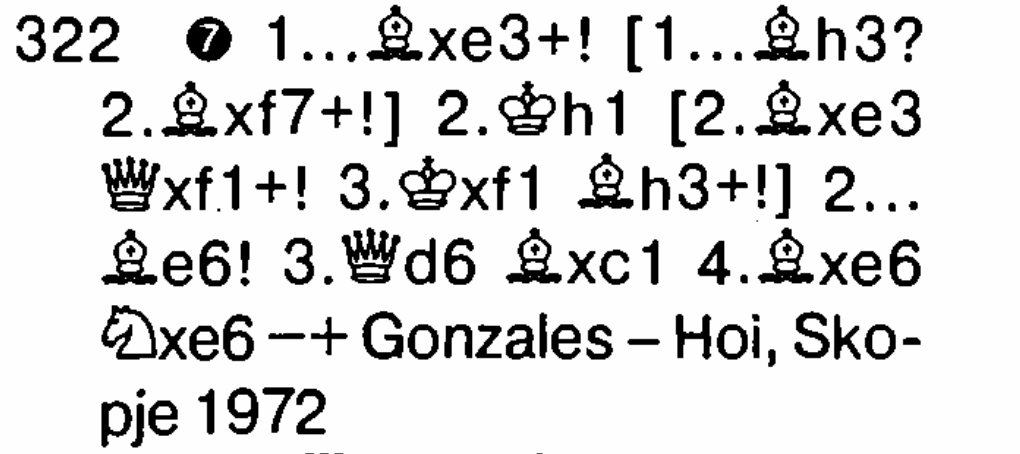 322 ❼ 1...♗xe3+! [1...♗h3?
2.♗xf7+!] 2.♔h1 [2.♗xe3
♕xf1+! 3.♔xf1 ♗h3+!] 2...
♗e6! 3.♕d6 ♗xc1 4.♗xe6
♘xe6 –+ Gonzales – Hoi, Sko-
pje 1972